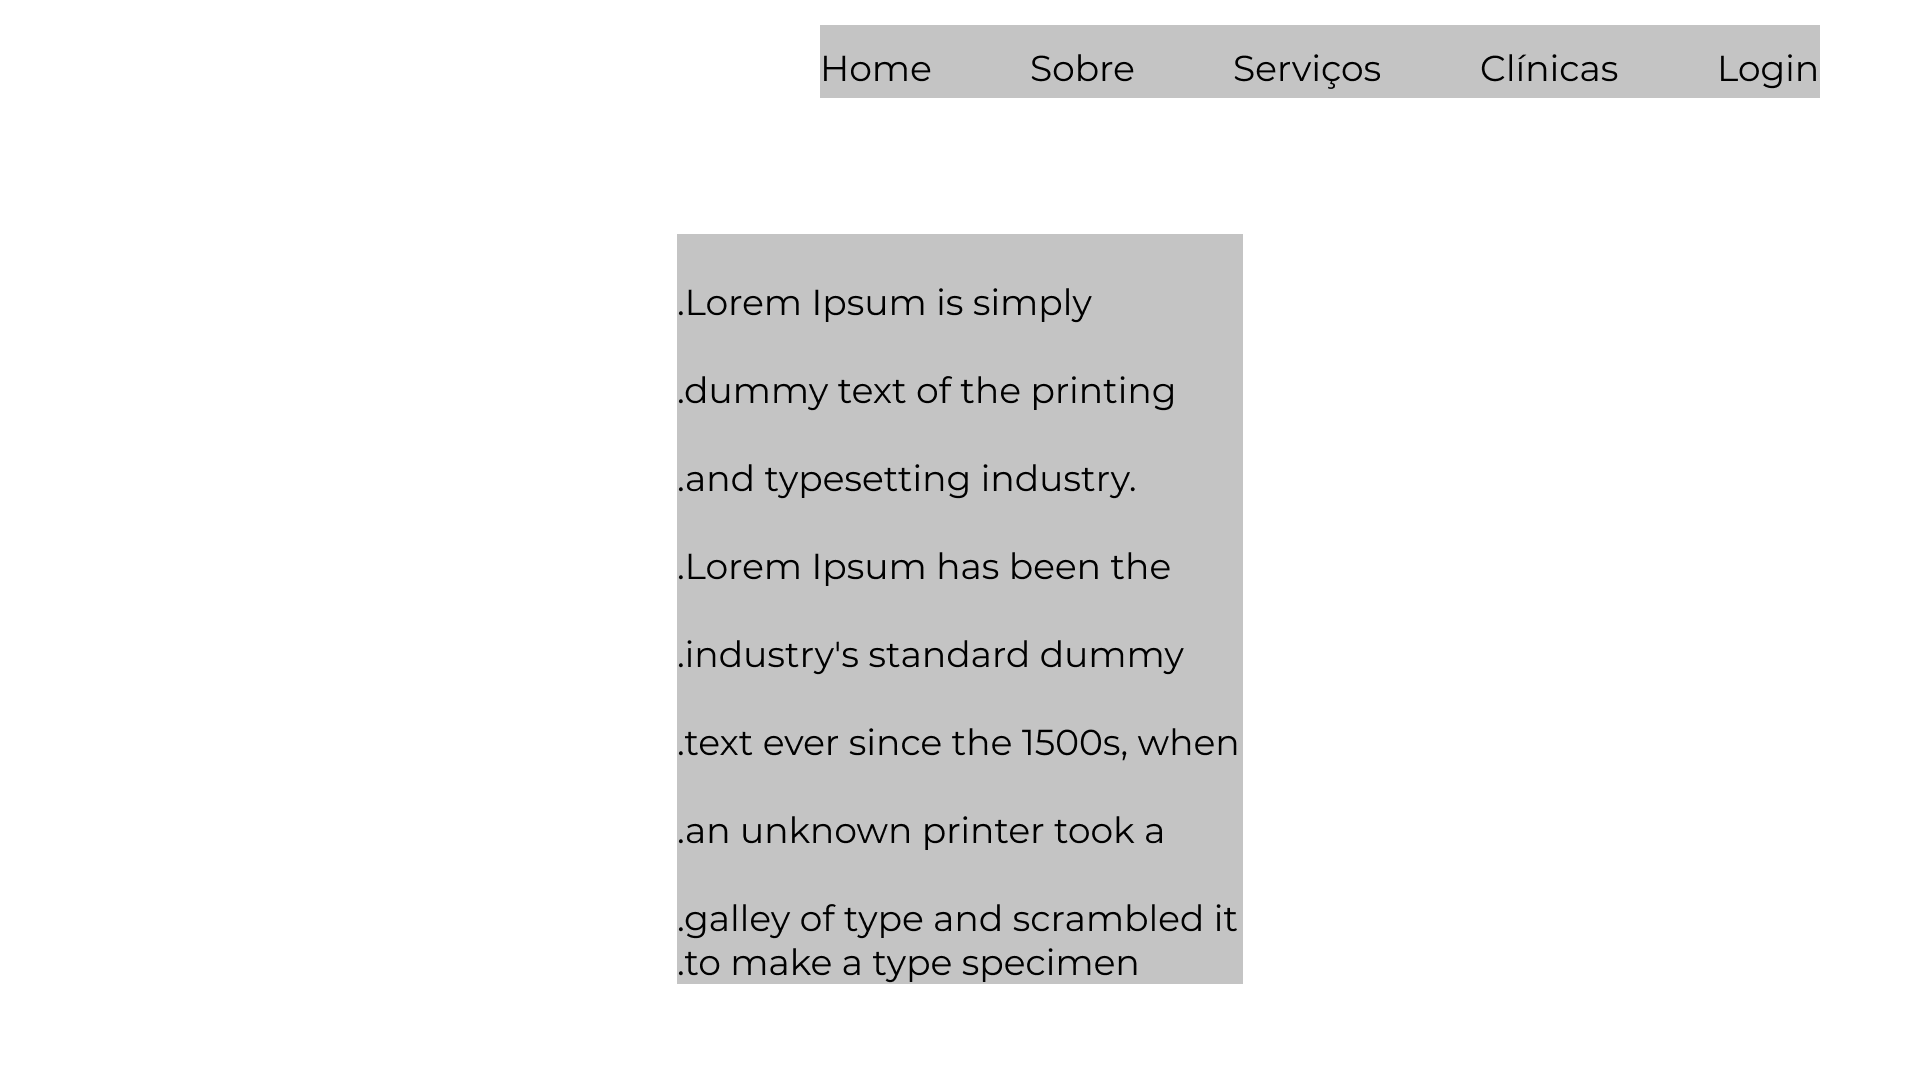 Home Sobre Serviços Clínicas Login
.Lorem Ipsum is simply
.dummy text of the printing
.and typesetting industry.
.Lorem Ipsum has been the
.industry's standard dummy
.text ever since the 1500s, when
.an unknown printer took a
.galley of type and scrambled it
.to make a type specimen